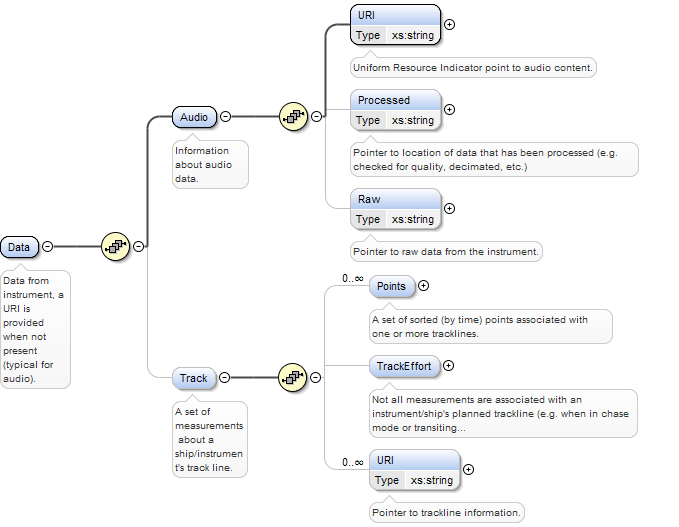 URI
Type xs:string
Uniform Resource Indicator point to audio content.
Processed
Type xs:string
Pointer to location of data that has been processed (e.g.
checked for quality, decimated, etc.)
Audio
Information
about audio
data.
Raw
Type xs:string
Pointer to raw data from the instrument.
Data
Data from
instrument, a
URI is
provided
when not
present
(typical for
audio).
0..∞
Points
A set of sorted (by time) points associated with
one or more tracklines.
Track
A set of
measurements
about a
ship/instrumen
t's track line.
TrackEffort
Not all measurements are associated with an
instrument/ship's planned trackline (e.g. when in chase
mode or transiting...
0..∞
URI
Type xs:string
Pointer to trackline information.